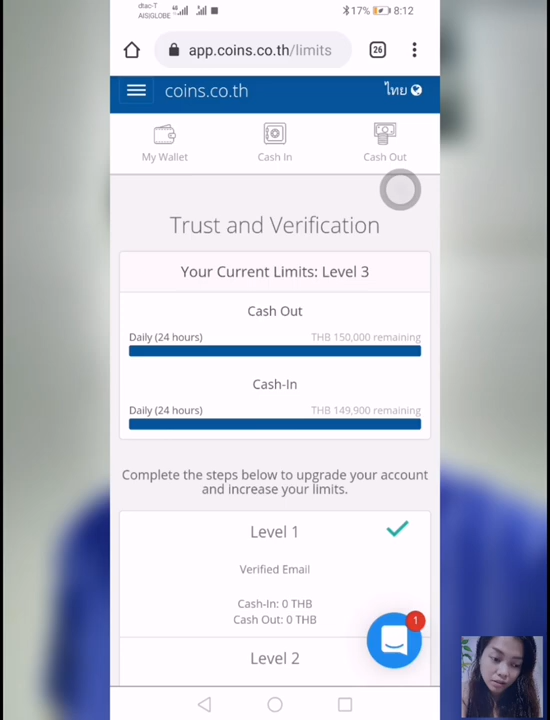 dtac-T
AISIGLOBE
17%
8:12
app.coins.co.th/limits
26
coins.co.th
ไทย
My Wallet
Cash In
Cash Out
Trust and Verification
Your Current Limits: Level 3
Cash Out
Daily (24 hours)
THB 150,000 remaining
Cash-In
Daily (24 hours)
THB 149,900 remaining
Complete the steps below to upgrade your account
and increase your limits.
Level 1
Verified Email
Cash-In: 0 THB
Cash Out: 0 THB
1
Level 2